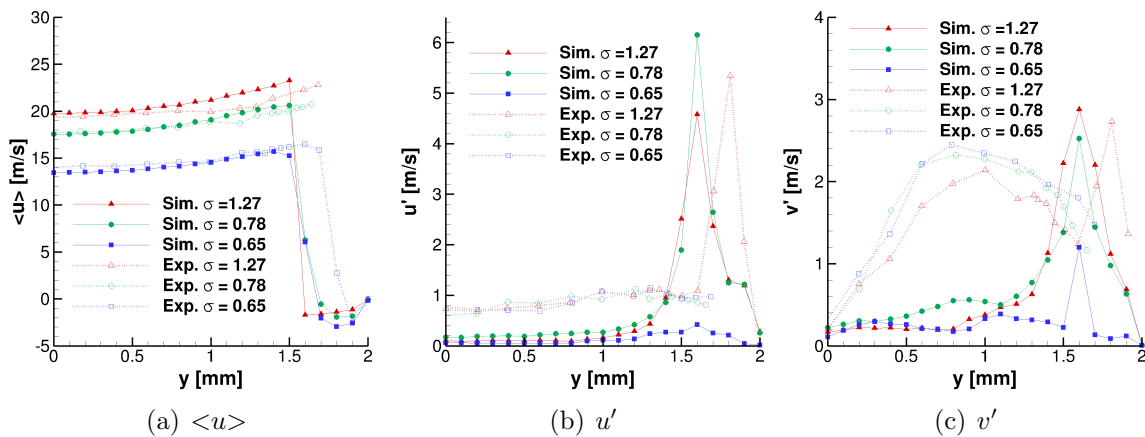 30
25
20
15
10
5
0
-5
<u> [m/s]
Sim. σ =1.27
Sim. σ = 0.78
Sim. σ = 0.65
Exp. σ = 1.27
Exp. σ = 0.78
Exp. σ = 0.65
0 0.5 1 1.5 2
y [mm]
(a) <u>
6
5
4
3
2
1
0
u' [m/s]
Sim. σ =1.27
Sim. σ = 0.78
Sim. σ = 0.65
Exp. σ = 1.27
Exp. σ = 0.78
Exp. σ = 0.65
0 0.5 1 1.5 2
y [mm]
(b) u′
4
3
2
1
0
v' [m/s]
Sim. σ =1.27
Sim. σ = 0.78
Sim. σ = 0.65
Exp. σ = 1.27
Exp. σ = 0.78
Exp. σ = 0.65
0 0.5 1 1.5 2
y [mm]
(c) v′